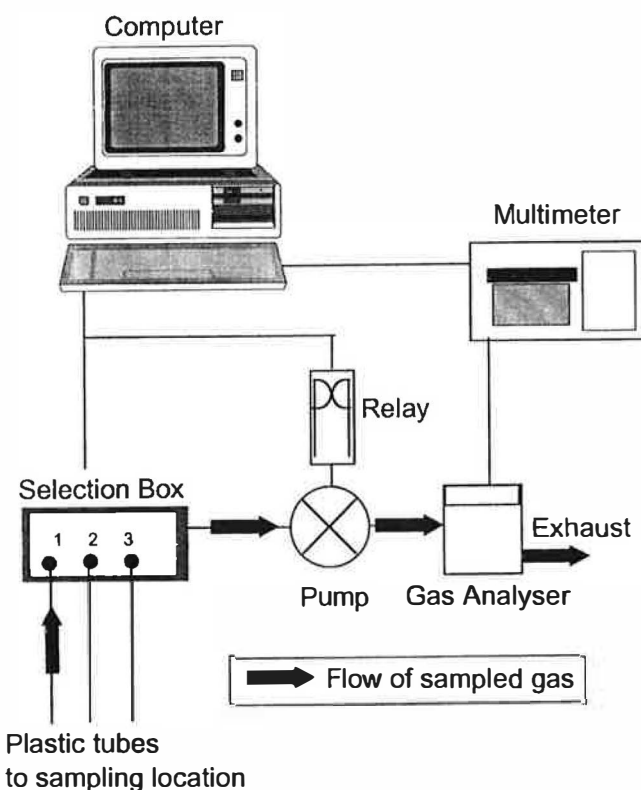 Computer
Multimeter
Relay
Selection Box
1 2 3
Exhaust
Pump
Gas Analyser
Flow of sampled gas
Plastic tubes
to sampling location